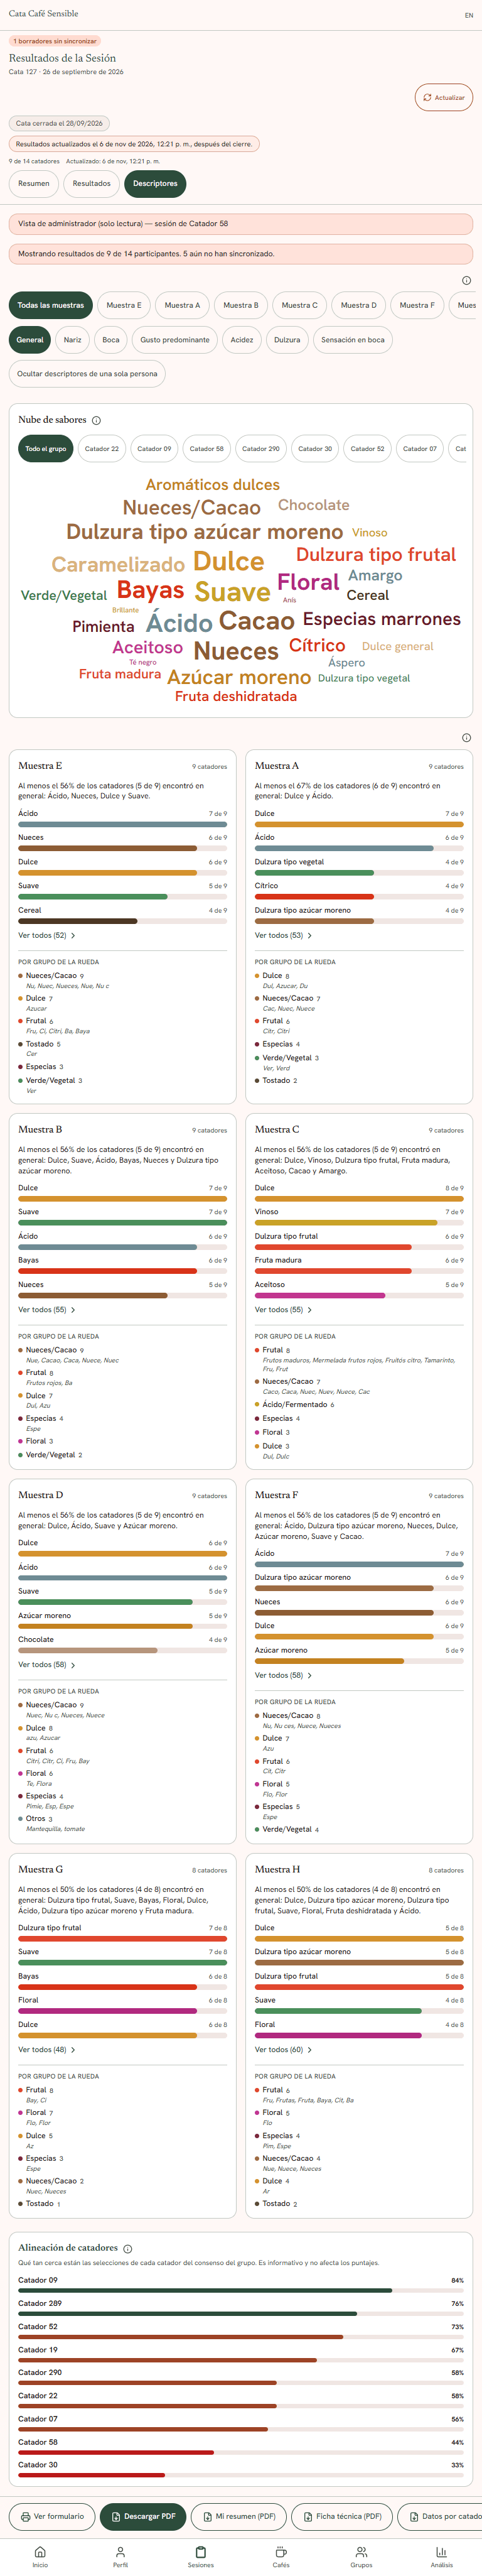 Cata Café Sensible
EN
1 borradores sin sincronizar
Resultados de la Sesión
Cata 127 · 26 de septiembre de 2026
Actualizar
Cata cerrada el 28/09/2026
Resultados actualizados el 6 de nov de 2026, 12:21 p. m., después del cierre.
9 de 14 catadores Actualizado: 6 de nov, 12:21 p. m.
Resumen
Resultados
Descriptores
Vista de administrador (solo lectura) — sesión de Catador 58
Mostrando resultados de 9 de 14 participantes. 5 aún no han sincronizado.
Todas las muestras
Muestra E
Muestra A
Muestra B
Muestra C
Muestra D
Muestra F
Mues
General
Nariz
Boca
Gusto predominante
Acidez
Dulzura
Sensación en boca
Ocultar descriptores de una sola persona
Nube de sabores
Todo el grupo
Catador 22
Catador 09
Catador 58
Catador 290
Catador 30
Catador 52
Catador 07
Cat
Aromáticos dulces
Nueces/Cacao
Chocolate
Dulzura tipo azúcar moreno
Vinoso
Caramelizado
Dulce
Dulzura tipo frutal
Verde/Vegetal
Bayas
Suave
Floral
Amargo
Anís
Cereal
Brillante
Pimienta
Ácido
Cacao
Especias marrones
Aceitoso
Nueces
Cítrico
Dulce general
Té negro
Áspero
Fruta madura
Azúcar moreno
Dulzura tipo vegetal
Fruta deshidratada
Muestra E
9 catadores
Al menos el 56% de los catadores (5 de 9) encontró en
general: Ácido, Nueces, Dulce y Suave.
Ácido 7 de 9
Nueces 6 de 9
Dulce 6 de 9
Suave 5 de 9
Cereal 4 de 9
Ver todos (52)
POR GRUPO DE LA RUEDA
Nueces/Cacao 9
Nu, Nuec, Nueces, Nue, Nu c
Dulce 7
Azucar
Frutal 6
Fru, Ci, Citri, Ba, Baya
Tostado 5
Cer
Especias 3
Verde/Vegetal 3
Ver
Muestra A
9 catadores
Al menos el 67% de los catadores (6 de 9) encontró en
general: Dulce y Ácido.
Dulce 7 de 9
Ácido 6 de 9
Dulzura tipo vegetal 4 de 9
Cítrico 4 de 9
Dulzura tipo azúcar moreno 4 de 9
Ver todos (53)
POR GRUPO DE LA RUEDA
Dulce 8
Dul, Azucar, Du
Nueces/Cacao 7
Cac, Nuec, Nuece
Frutal 6
Citr, Citri
Especias 4
Verde/Vegetal 3
Ver, Verd
Tostado 2
Muestra B
9 catadores
Al menos el 56% de los catadores (5 de 9) encontró en
general: Dulce, Suave, Ácido, Bayas, Nueces y Dulzura tipo
azúcar moreno.
Dulce 7 de 9
Suave 7 de 9
Ácido 6 de 9
Bayas 6 de 9
Nueces 5 de 9
Ver todos (55)
POR GRUPO DE LA RUEDA
Nueces/Cacao 9
Nue, Cacao, Caca, Nuece, Nuec
Frutal 8
Frutos rojos, Ba
Dulce 7
Dul, Azu
Especias 4
Espe
Floral 3
Verde/Vegetal 2
Muestra C
9 catadores
Al menos el 56% de los catadores (5 de 9) encontró en
general: Dulce, Vinoso, Dulzura tipo frutal, Fruta madura,
Aceitoso, Cacao y Amargo.
Dulce 8 de 9
Vinoso 7 de 9
Dulzura tipo frutal 6 de 9
Fruta madura 6 de 9
Aceitoso 5 de 9
Ver todos (55)
POR GRUPO DE LA RUEDA
Frutal 8
Frutos maduros, Mermelada frutos rojos, Fruitós citro, Tamarinto,
Fru, Frut
Nueces/Cacao 7
Caco, Caca, Nuec, Nuev, Nuece, Cac
Ácido/Fermentado 6
Especias 4
Floral 3
Dulce 3
Dul, Dulc
Muestra D
9 catadores
Al menos el 56% de los catadores (5 de 9) encontró en
general: Dulce, Ácido, Suave y Azúcar moreno.
Dulce 6 de 9
Ácido 6 de 9
Suave 5 de 9
Azúcar moreno 5 de 9
Chocolate 4 de 9
Ver todos (58)
POR GRUPO DE LA RUEDA
Nueces/Cacao 9
Nuec, Nu c, Nueces, Nuece
Dulce 8
azu, Azucar
Frutal 6
Citri, Citr, Ci, Fru, Bay
Floral 6
Te, Flora
Especias 4
Pimie, Esp, Espe
Otros 3
Mantequilla, tomate
Muestra F
9 catadores
Al menos el 56% de los catadores (5 de 9) encontró en
general: Ácido, Dulzura tipo azúcar moreno, Nueces, Dulce,
Azúcar moreno, Suave y Cacao.
Ácido 7 de 9
Dulzura tipo azúcar moreno 6 de 9
Nueces 6 de 9
Dulce 6 de 9
Azúcar moreno 5 de 9
Ver todos (58)
POR GRUPO DE LA RUEDA
Nueces/Cacao 8
Nu, Nu ces, Nuece, Nueces
Dulce 7
Azu
Frutal 6
Cit, Citr
Floral 5
Flo, Flor
Especias 5
Espe
Verde/Vegetal 4
Muestra G
8 catadores
Al menos el 50% de los catadores (4 de 8) encontró en
general: Dulzura tipo frutal, Suave, Bayas, Floral, Dulce,
Ácido, Dulzura tipo azúcar moreno y Fruta madura.
Dulzura tipo frutal 7 de 8
Suave 7 de 8
Bayas 6 de 8
Floral 6 de 8
Dulce 6 de 8
Ver todos (48)
POR GRUPO DE LA RUEDA
Frutal 8
Bay, Ci
Floral 7
Flo, Flor
Dulce 5
Az
Especias 3
Espe
Nueces/Cacao 2
Nuec, Nueces
Tostado 1
Muestra H
8 catadores
Al menos el 50% de los catadores (4 de 8) encontró en
general: Dulce, Dulzura tipo azúcar moreno, Dulzura tipo
frutal, Suave, Floral, Fruta deshidratada y Ácido.
Dulce 5 de 8
Dulzura tipo azúcar moreno 5 de 8
Dulzura tipo frutal 5 de 8
Suave 4 de 8
Floral 4 de 8
Ver todos (60)
POR GRUPO DE LA RUEDA
Frutal 6
Fru, Frutas, Fruta, Baya, Cit, Ba
Floral 5
Flo
Especias 4
Pim, Espe
Nueces/Cacao 4
Nue, Nuece, Nueces
Dulce 4
Ar
Tostado 2
Alineación de catadores
Qué tan cerca están las selecciones de cada catador del consenso del grupo. Es informativo y no afecta los puntajes.
Catador 09 84%
Catador 289 76%
Catador 52 73%
Catador 19 67%
Catador 290 58%
Catador 22 58%
Catador 07 56%
Catador 58 44%
Catador 30 33%
Ver formulario
Descargar PDF
Mi resumen (PDF)
Ficha técnica (PDF)
Datos por catado
Inicio
Perfil
Sesiones
Cafés
Grupos
Análisis